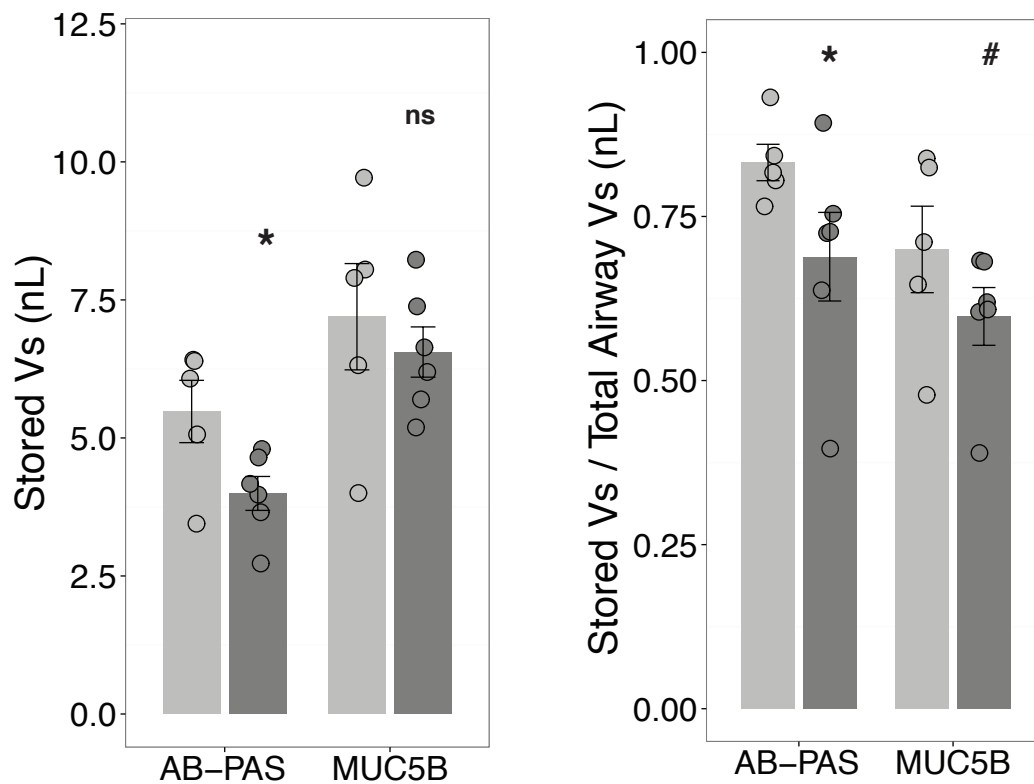 Stored Vs (nL)
12.5
10.0
7.5
5.0
2.5
0.0
*
ns
AB–PAS MUC5B
Stored Vs / Total Airway Vs (nL)
1.00
0.75
0.50
0.25
0.00
*
#
AB–PAS MUC5B